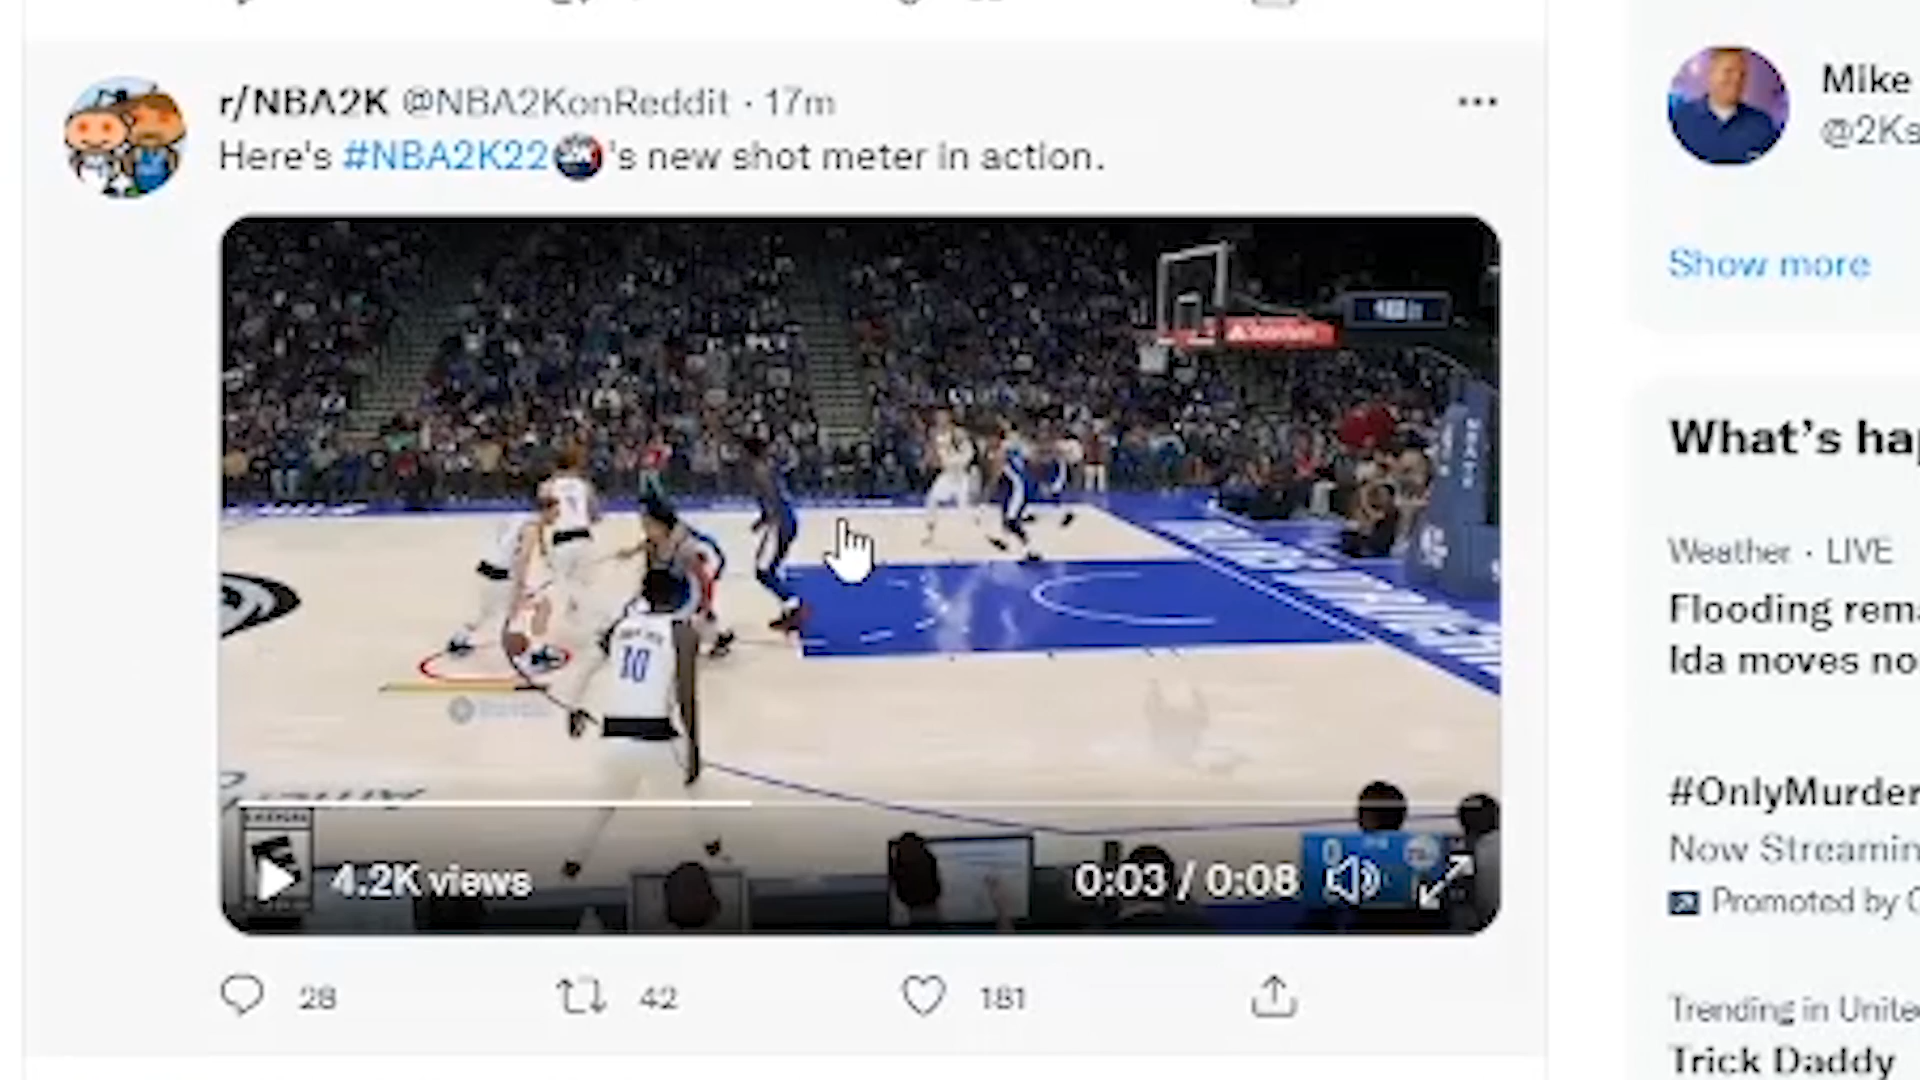 r/NBA2K @NBA2KonReddit · 17m
Here's #NBA2K22 's new shot meter in action.
10
4.2K views
0:03 / 0:08
28
42
181
Mike
@2Ks
Show more
What's hap
Weather · LIVE
Flooding rema
Ida moves no
#OnlyMurder
Now Streamin
Promoted by
Trending in Unite
Trick Daddy